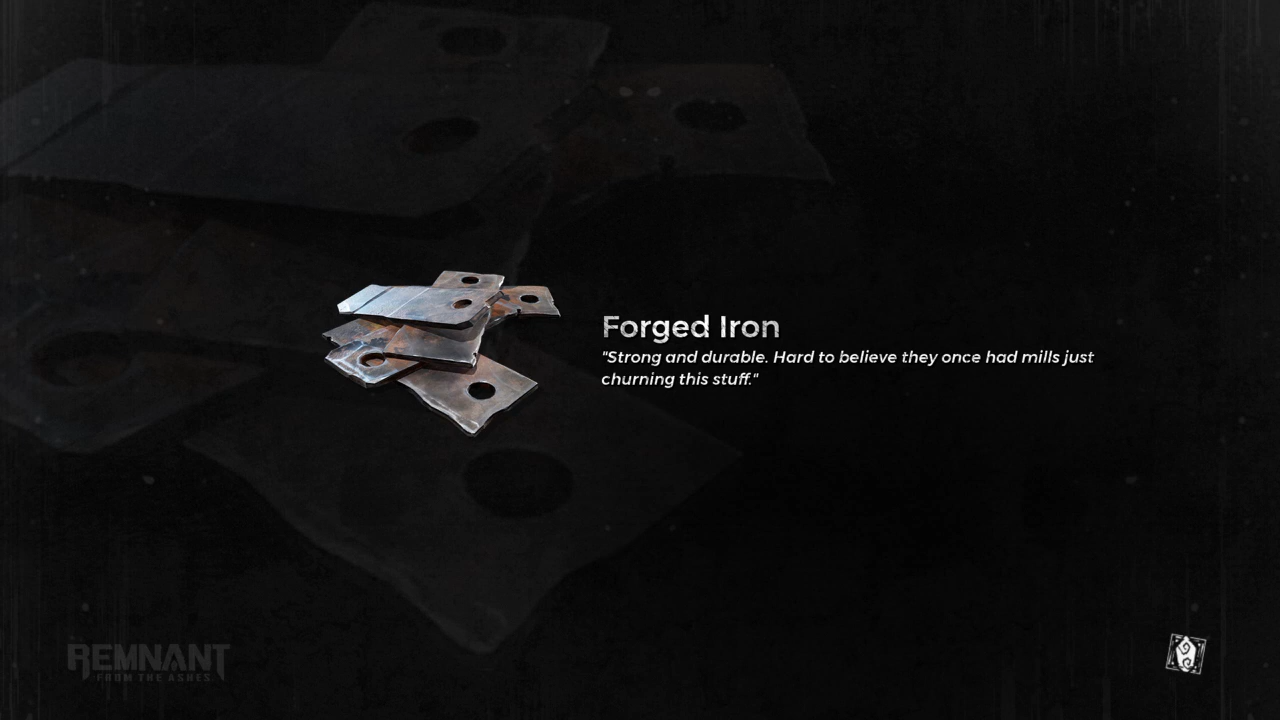 Forged Iron
"Strong and durable. Hard to believe they once had mills just
churning this stuff."
REMNANT
FROM THE ASHES